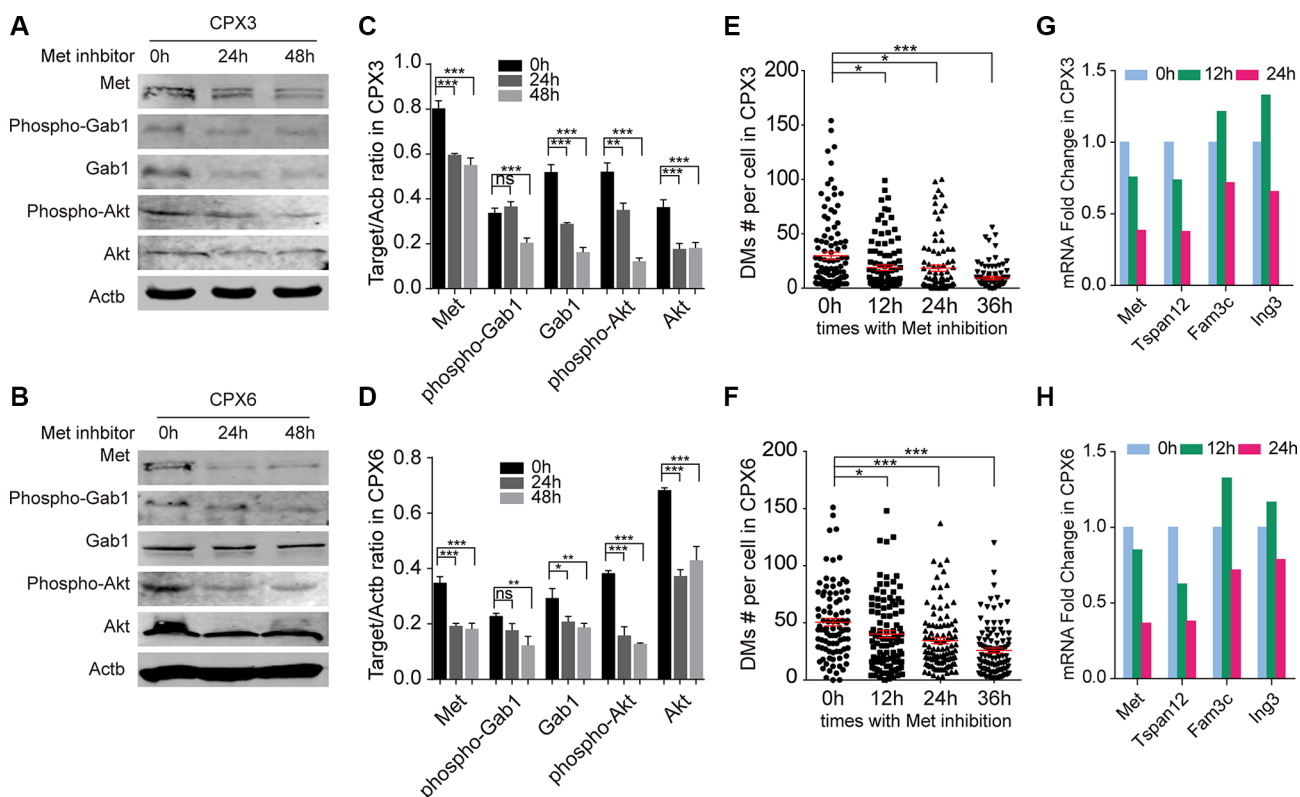 A
CPX3
Met inhbitor 0h 24h 48h
Met
Phospho-Gab1
Gab1
Phospho-Akt
Akt
Actb
C
Target/Acb ratio in CPX3
1.0
0.8
0.6
0.4
0.2
0.0
0h
24h
48h
*** *** ns *** *** *** ** *** *** ***
Met phospho-Gab1 Gab1 phospho-Akt Akt
E
DMs # per cell in CPX3
200
150
100
50
0
***
*
*
0h 12h 24h 36h
times with Met inhibition
G
mRNA Fold Change in CPX3
1.5
1.0
0.5
0.0
0h 12h 24h
Met Tspan12 Fam3c Ing3
B
CPX6
Met inhbitor 0h 24h 48h
Met
Phospho-Gab1
Gab1
Phospho-Akt
Akt
Actb
D
Target/Actb ratio in CPX6
0.8
0.6
0.4
0.2
0.0
0h
24h
48h
*** *** ns ** * ** *** *** *** ***
Met phospho-Gab1 Gab1 phospho-Akt Akt
F
DMs # per cell in CPX6
200
150
100
50
0
***
***
*
0h 12h 24h 36h
times with Met inhibition
H
mRNA Fold Change in CPX6
1.5
1.0
0.5
0.0
0h 12h 24h
Met Tspan12 Fam3c Ing3